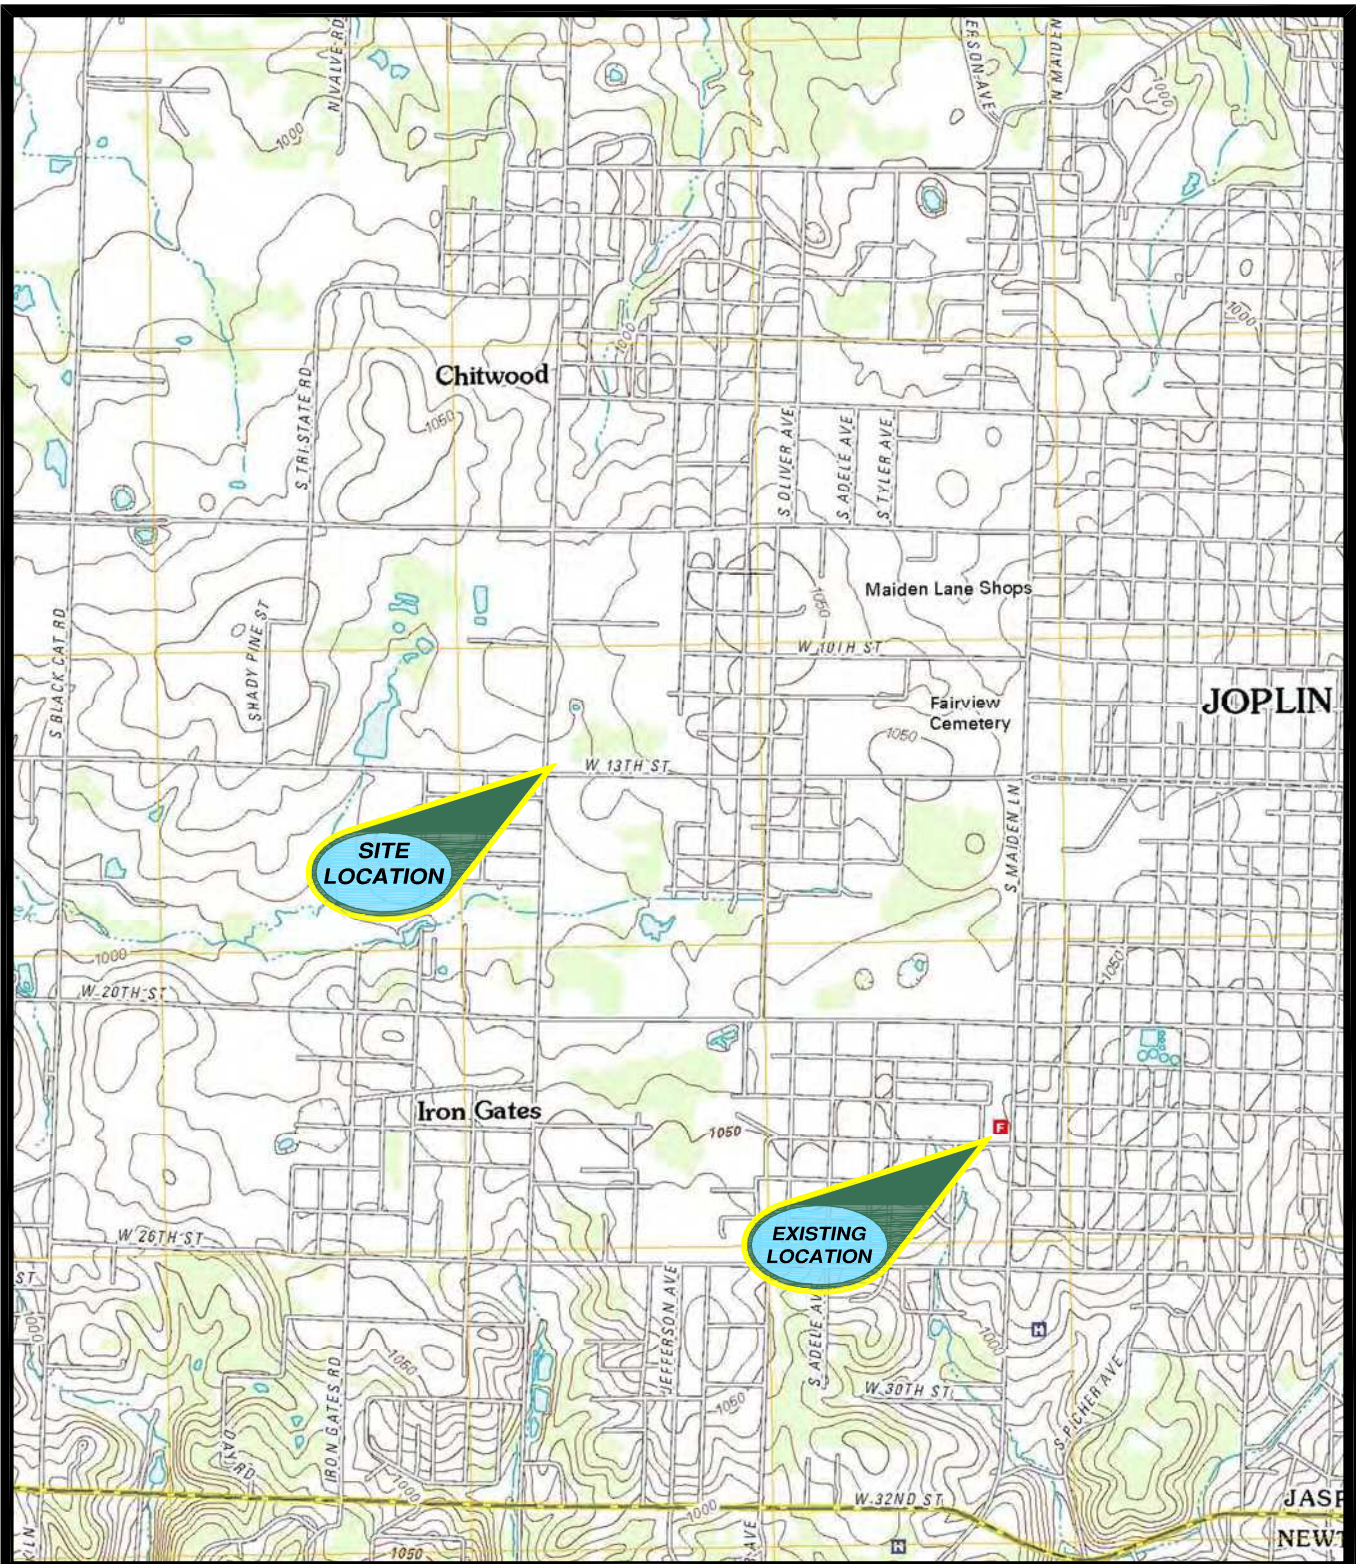 N VALVE RD
ERSON AVE
N MAIDEN
1000
1000
1000
1000
Chitwood
S TRI STATE RD
1050
S OLIVER AVE
S ADELE AVE
S TYLER AVE
Maiden Lane Shops
1050
S BLACK CAT RD
SHADY PINE ST
W 10TH ST
JOPLIN
Fairview
Cemetery
1050
W 13TH ST
S MAIDEN LN
SITE
LOCATION
1000
1050
W 20TH ST
Iron Gates
1050
F
EXISTING
LOCATION
W 26TH ST
ST
1000
JEFFERSON AVE
S ADELE AV
H
1000
1050
IRON GATES RD
W 30TH ST
S PICHER AVE
1050
DAY RD
1000
1000
W 32ND ST
JASP
NEWT
LN
1050
AVE
H